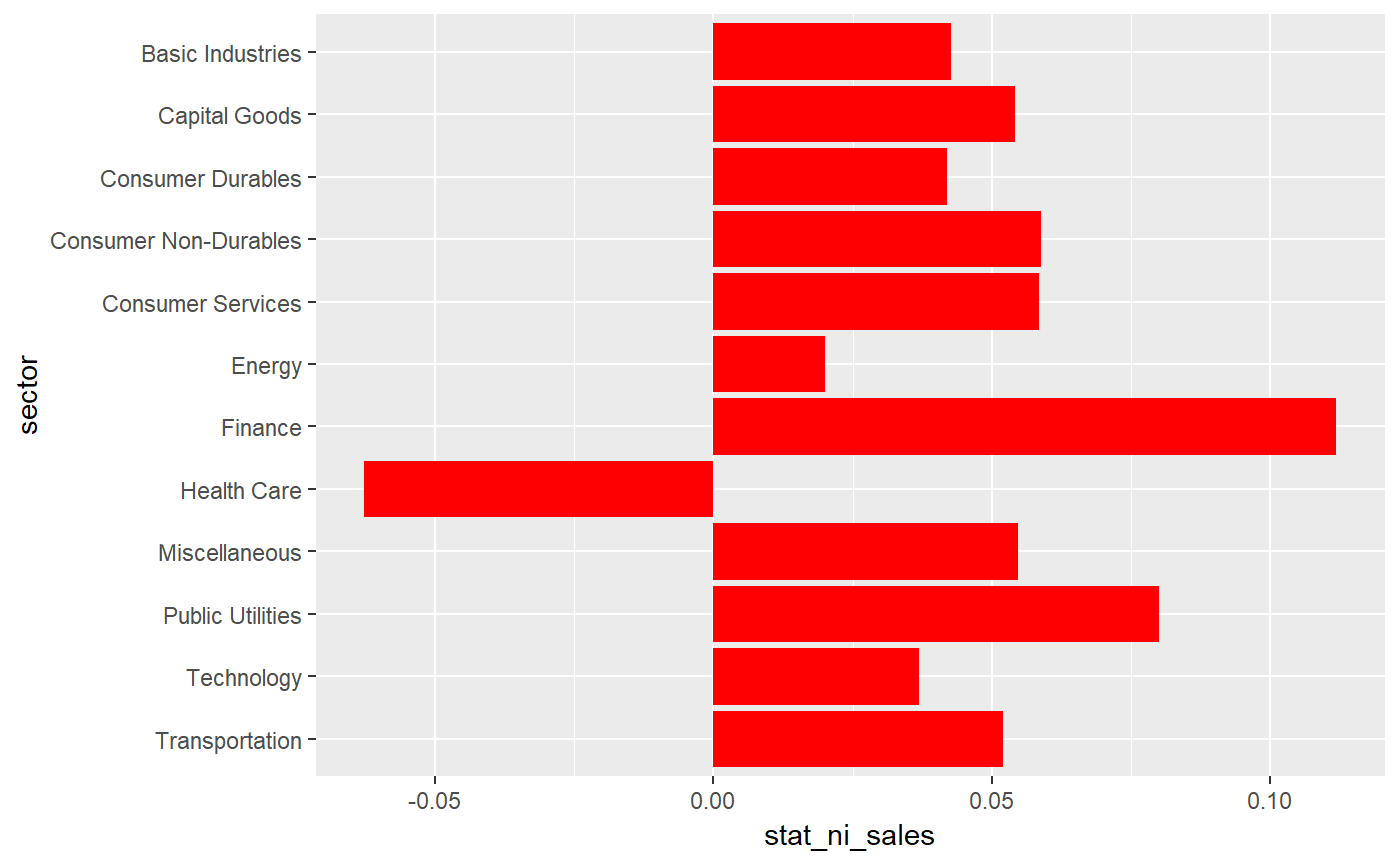 Basic Industries
Capital Goods
Consumer Durables
Consumer Non-Durables
Consumer Services
Energy
Finance
Health Care
Miscellaneous
Public Utilities
Technology
Transportation
sector
-0.05 0.00 0.05 0.10
stat_ni_sales